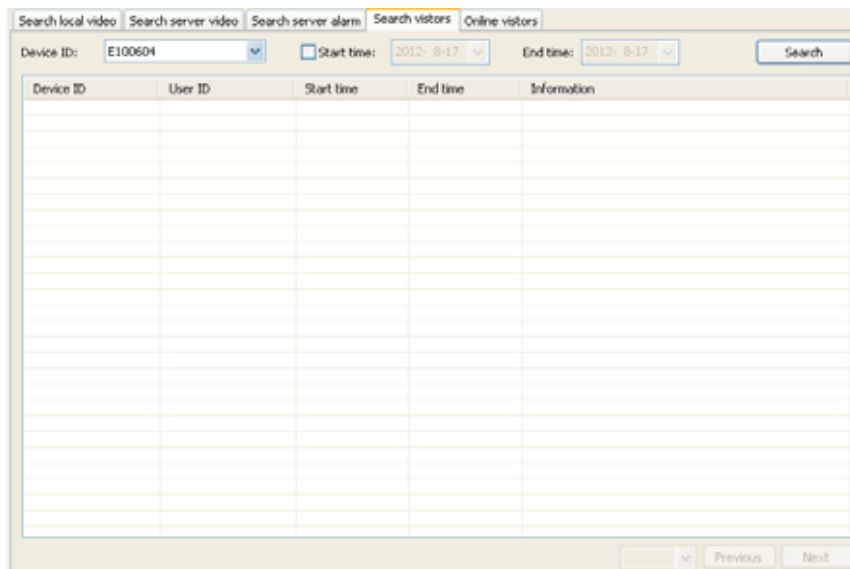 Search local video Search server video Search server alarm Search vistors Online vistors
Device ID: E100604 Start time: 2012- 8-17 End time: 2012- 8-17 Search
Device ID User ID Start time End time Information
Previous Next